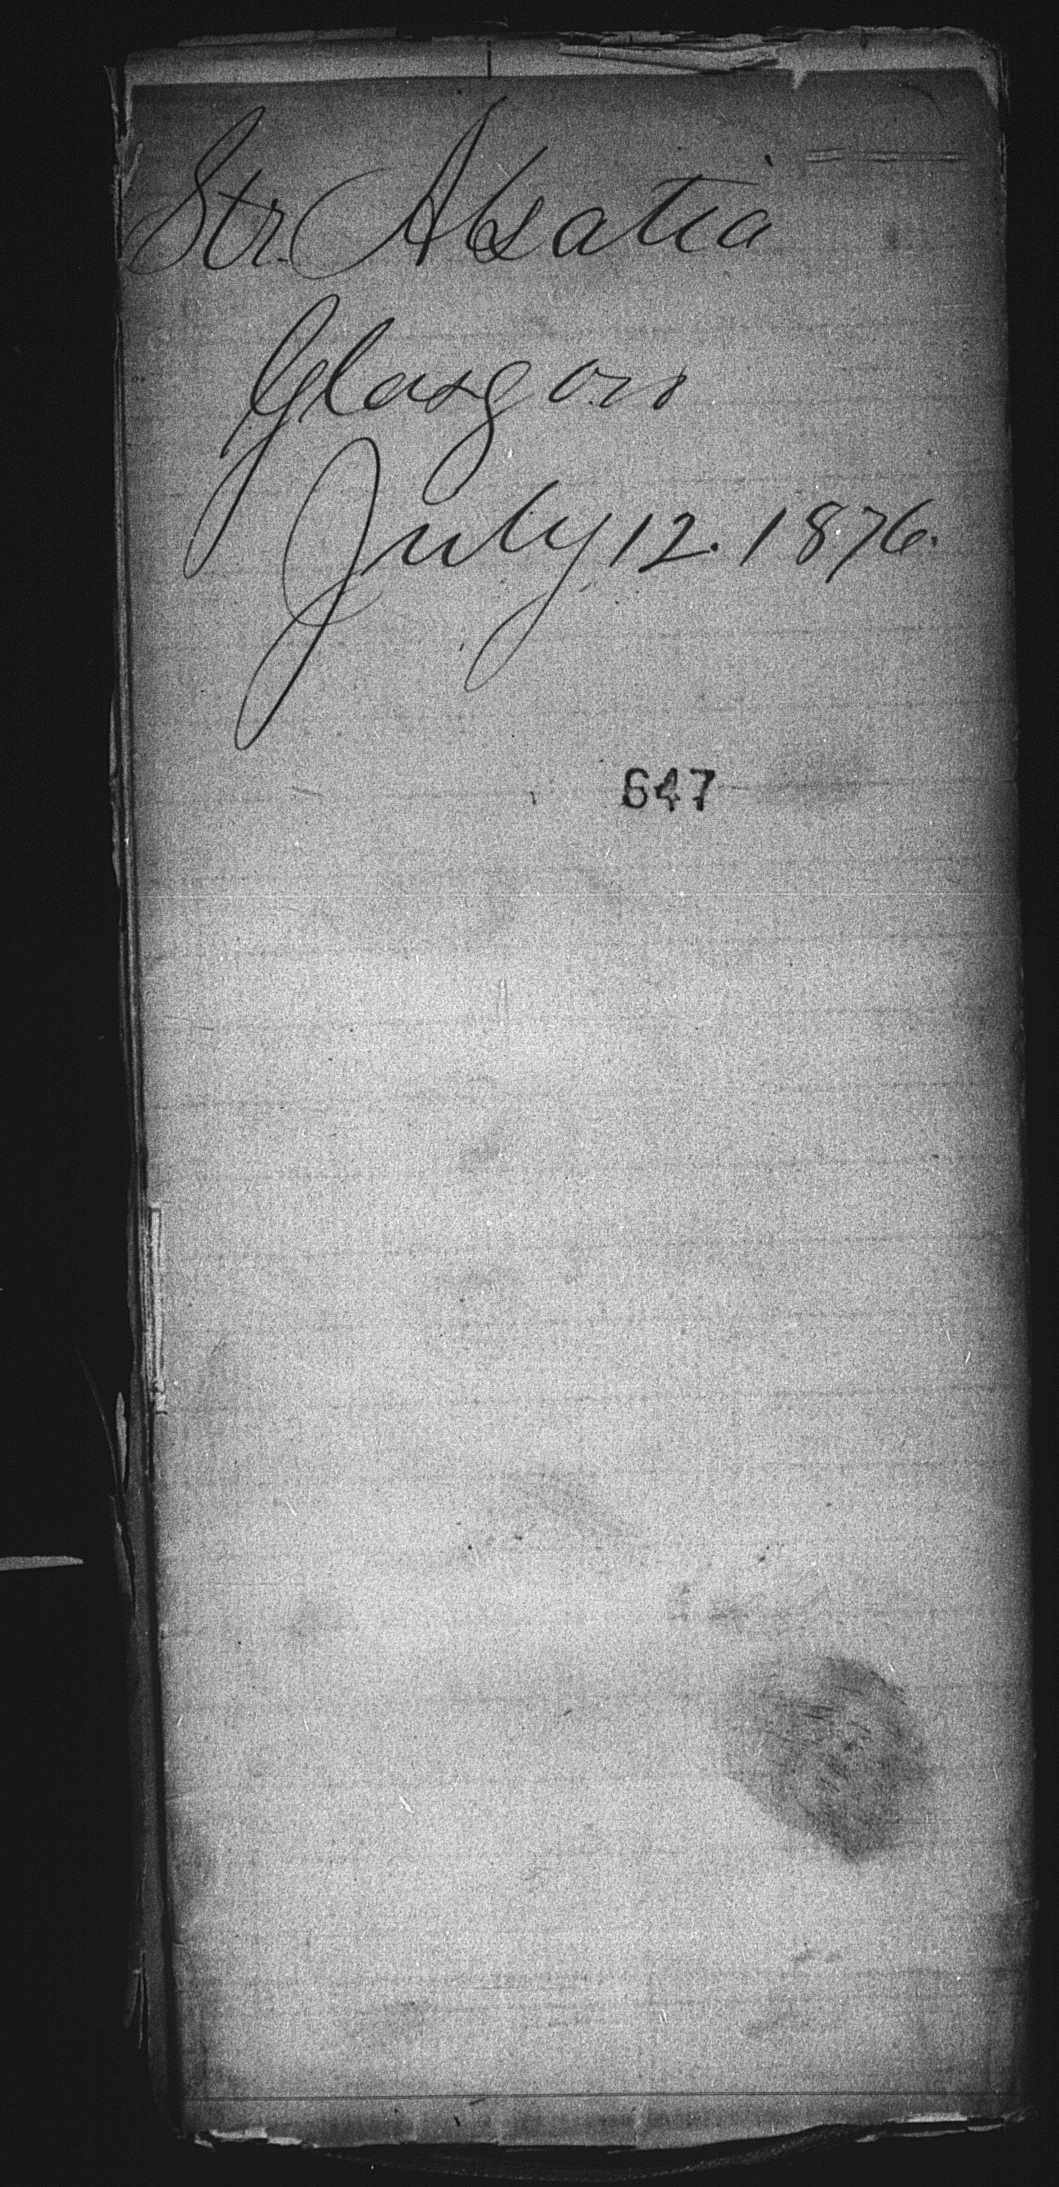 Str. Alsatia
Glasgow
July 12. 1876.
647